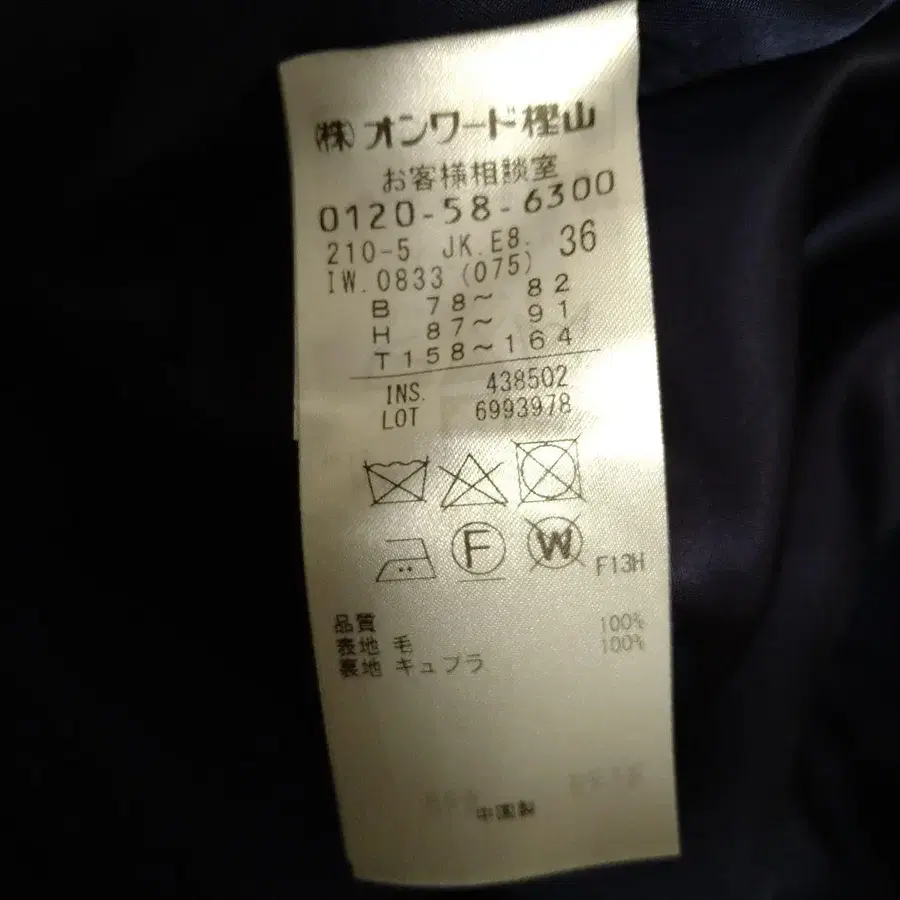 ㈱オンワード樫山
お客様相談室
0120-58-6300
210-5 JK.E8. 36
IW.0833 (075)
B 78～ 82
H 87～ 91
T158～164
INS. 438502
LOT 6993978
F
W
F13H
品質
表地 毛 100%
裏地 キュプラ 100%
中国製